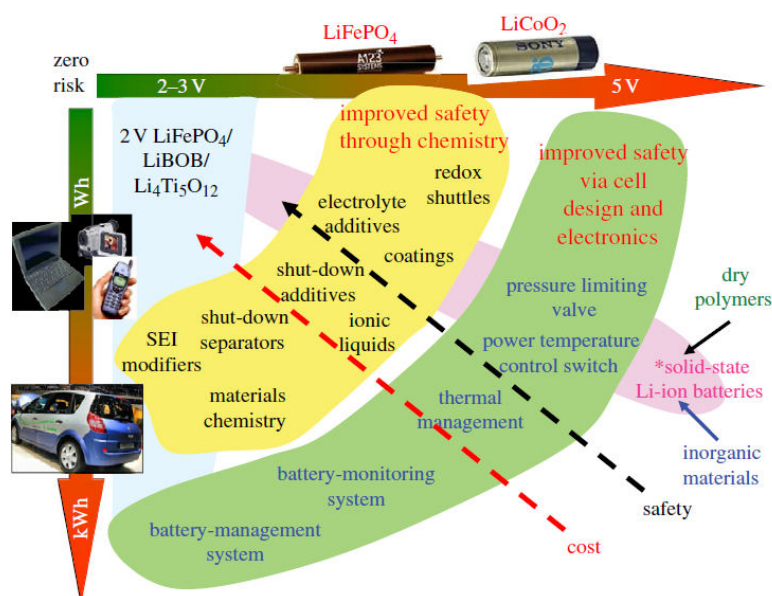 LiFePO₄
LiCoO₂
A123
SYSTEMS
SONY
zero
risk
2–3 V
5 V
Wh
kWh
2 V LiFePO₄/
LiBOB/
Li₄Ti₅O₁₂
improved safety
through chemistry
redox
shuttles
electrolyte
additives
coatings
shut-down
additives
shut-down
separators
ionic
liquids
SEI
modifiers
materials
chemistry
improved safety
via cell
design and
electronics
pressure limiting
valve
power temperature
control switch
thermal
management
battery-monitoring
system
battery-management
system
dry
polymers
*solid-state
Li-ion batteries
inorganic
materials
safety
cost